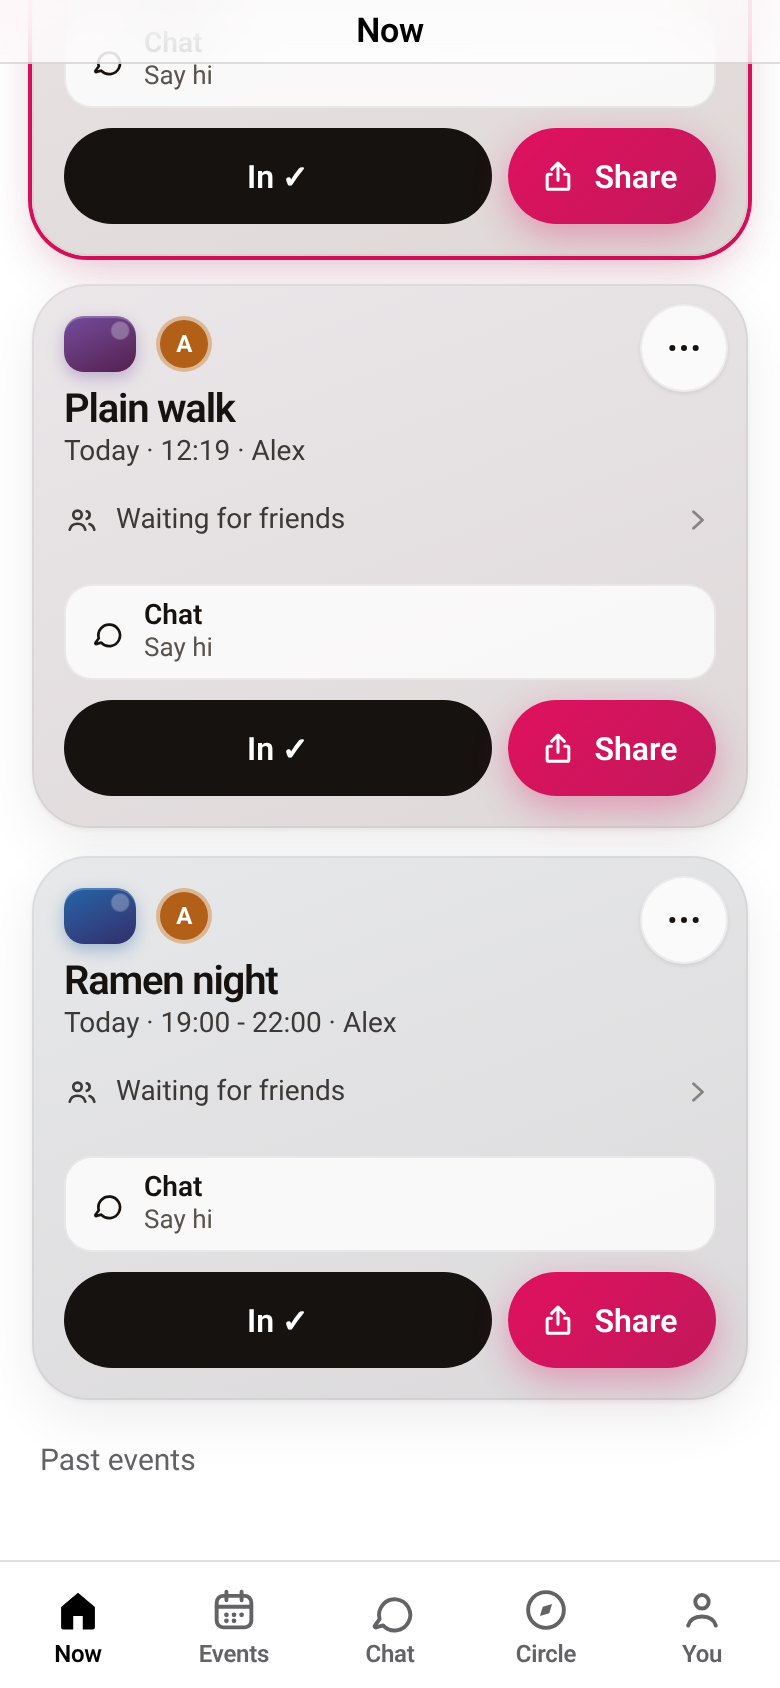 Now
Chat
Say hi
In ✓
Share
A
Plain walk
Today · 12:19 · Alex
Waiting for friends
Chat
Say hi
In ✓
Share
A
Ramen night
Today · 19:00 - 22:00 · Alex
Waiting for friends
Chat
Say hi
In ✓
Share
Past events
Now
Events
Chat
Circle
You